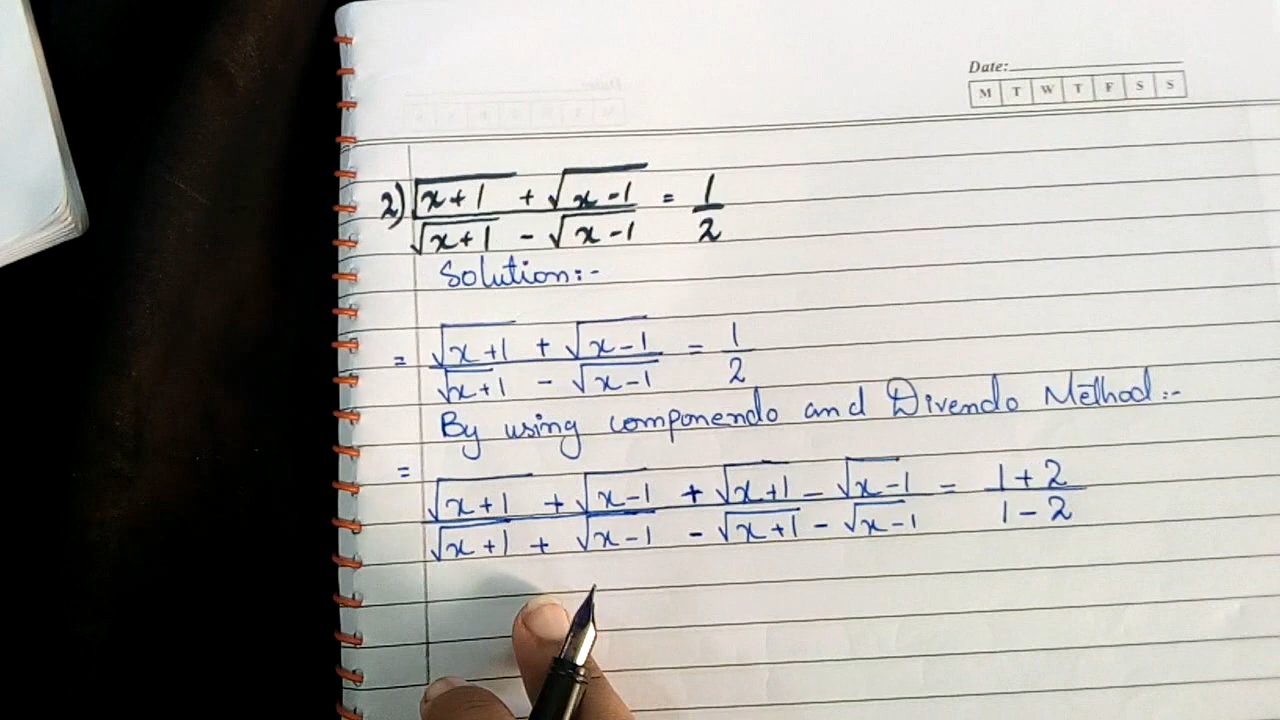 Date:
M T W T F S S
2) √x+1 + √x-1 = 1
√x+1 - √x-1 2
Solution:-
= √x+1 + √x-1 = 1
√x+1 - √x-1 2
By using componendo and Divendo Method:-
= √x+1 + √x-1 + √x+1 - √x-1 = 1+2
√x+1 + √x-1 - √x+1 - √x-1 1-2